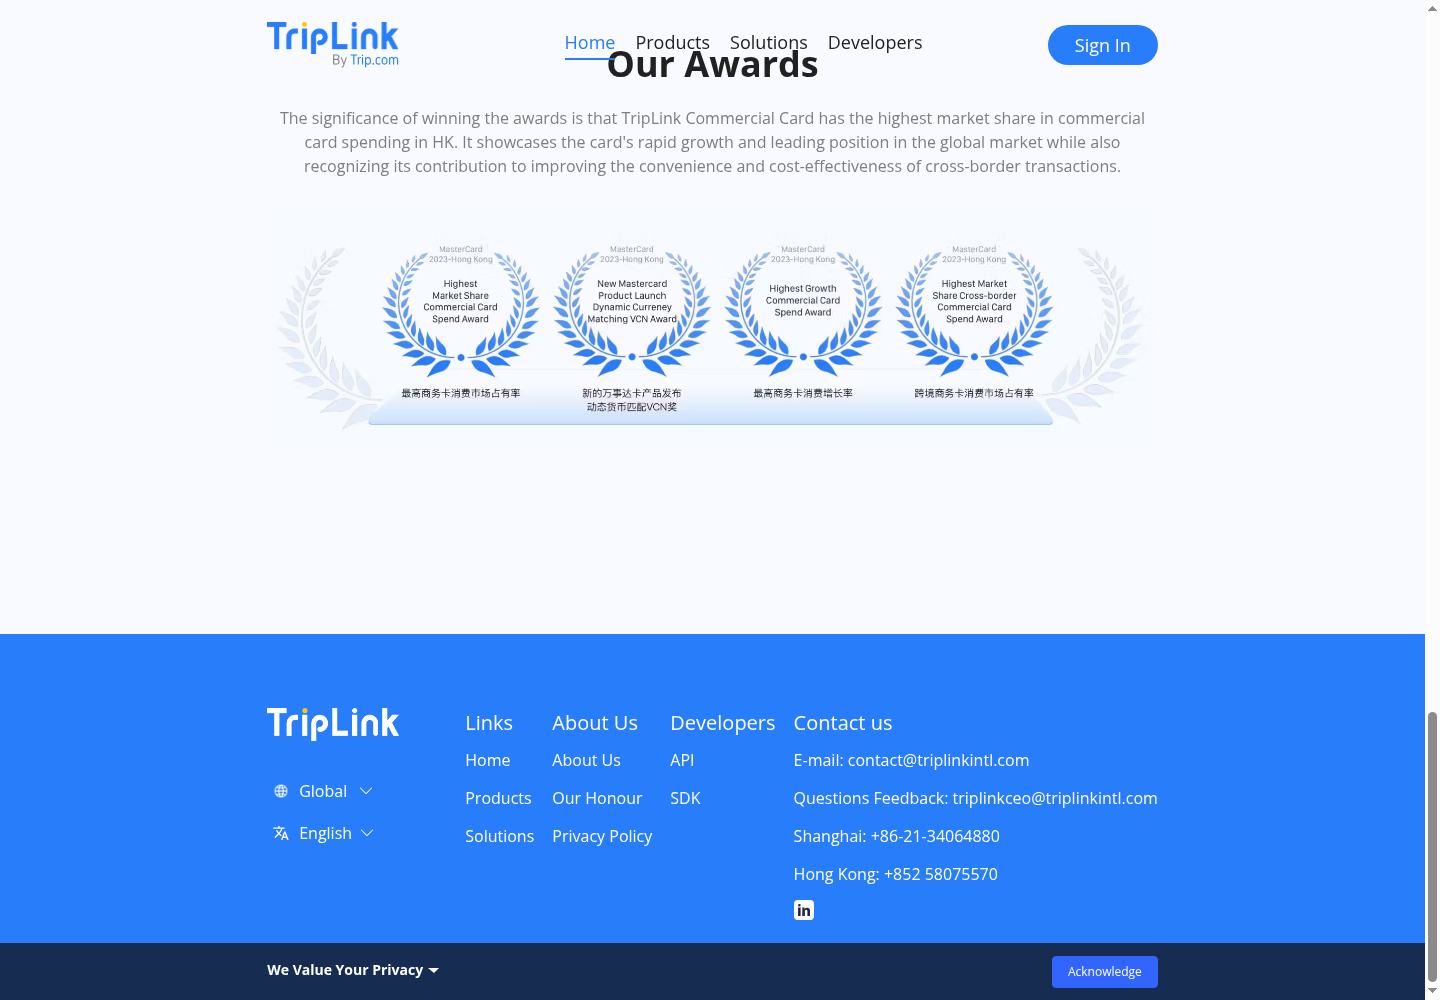 TripLink
By Trip.com
Home
Products
Solutions
Developers
Sign In
Our Awards
The significance of winning the awards is that TripLink Commercial Card has the highest market share in commercial
card spending in HK. It showcases the card's rapid growth and leading position in the global market while also
recognizing its contribution to improving the convenience and cost-effectiveness of cross-border transactions.
MasterCard
2023-Hong Kong
Highest
Market Share
Commercial Card
Spend Award
最高商务卡消费市场占有率
MasterCard
2023-Hong Kong
New Mastercard
Product Launch
Dynamic Curreney
Matching VCN Award
新的万事达卡产品发布
动态货币匹配VCN奖
MasterCard
2023-Hong Kong
Highest Growth
Commercial Card
Spend Award
最高商务卡消费增长率
MasterCard
2023-Hong Kong
Highest Market
Share Cross-border
Commercial Card
Spend Award
跨境商务卡消费市场占有率
TripLink
Global
English
Links
Home
Products
Solutions
About Us
About Us
Our Honour
Privacy Policy
Developers
API
SDK
Contact us
E-mail: contact@triplinkintl.com
Questions Feedback: triplinkceo@triplinkintl.com
Shanghai: +86-21-34064880
Hong Kong: +852 58075570
in
We Value Your Privacy
Acknowledge